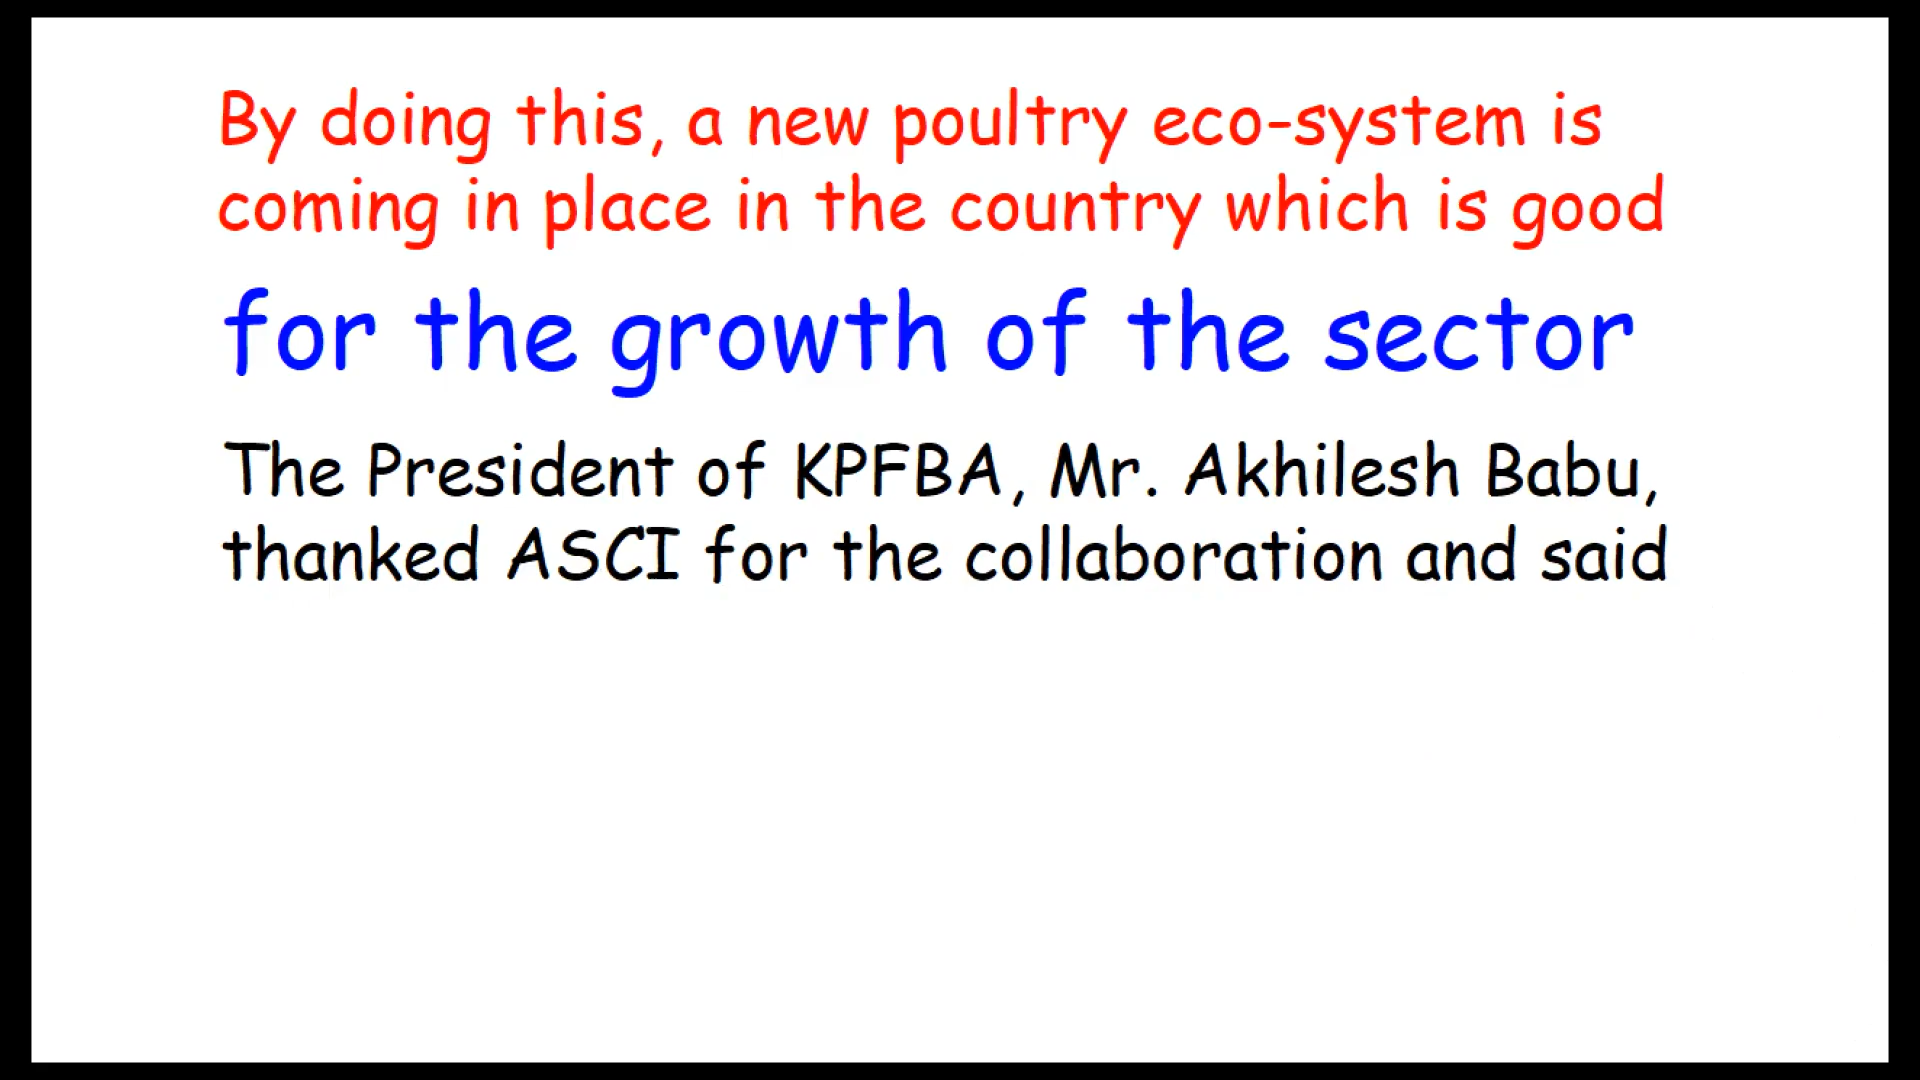 By doing this, a new poultry eco-system is
coming in place in the country which is good
for the growth of the sector
The President of KPFBA, Mr. Akhilesh Babu,
thanked ASCI for the collaboration and said